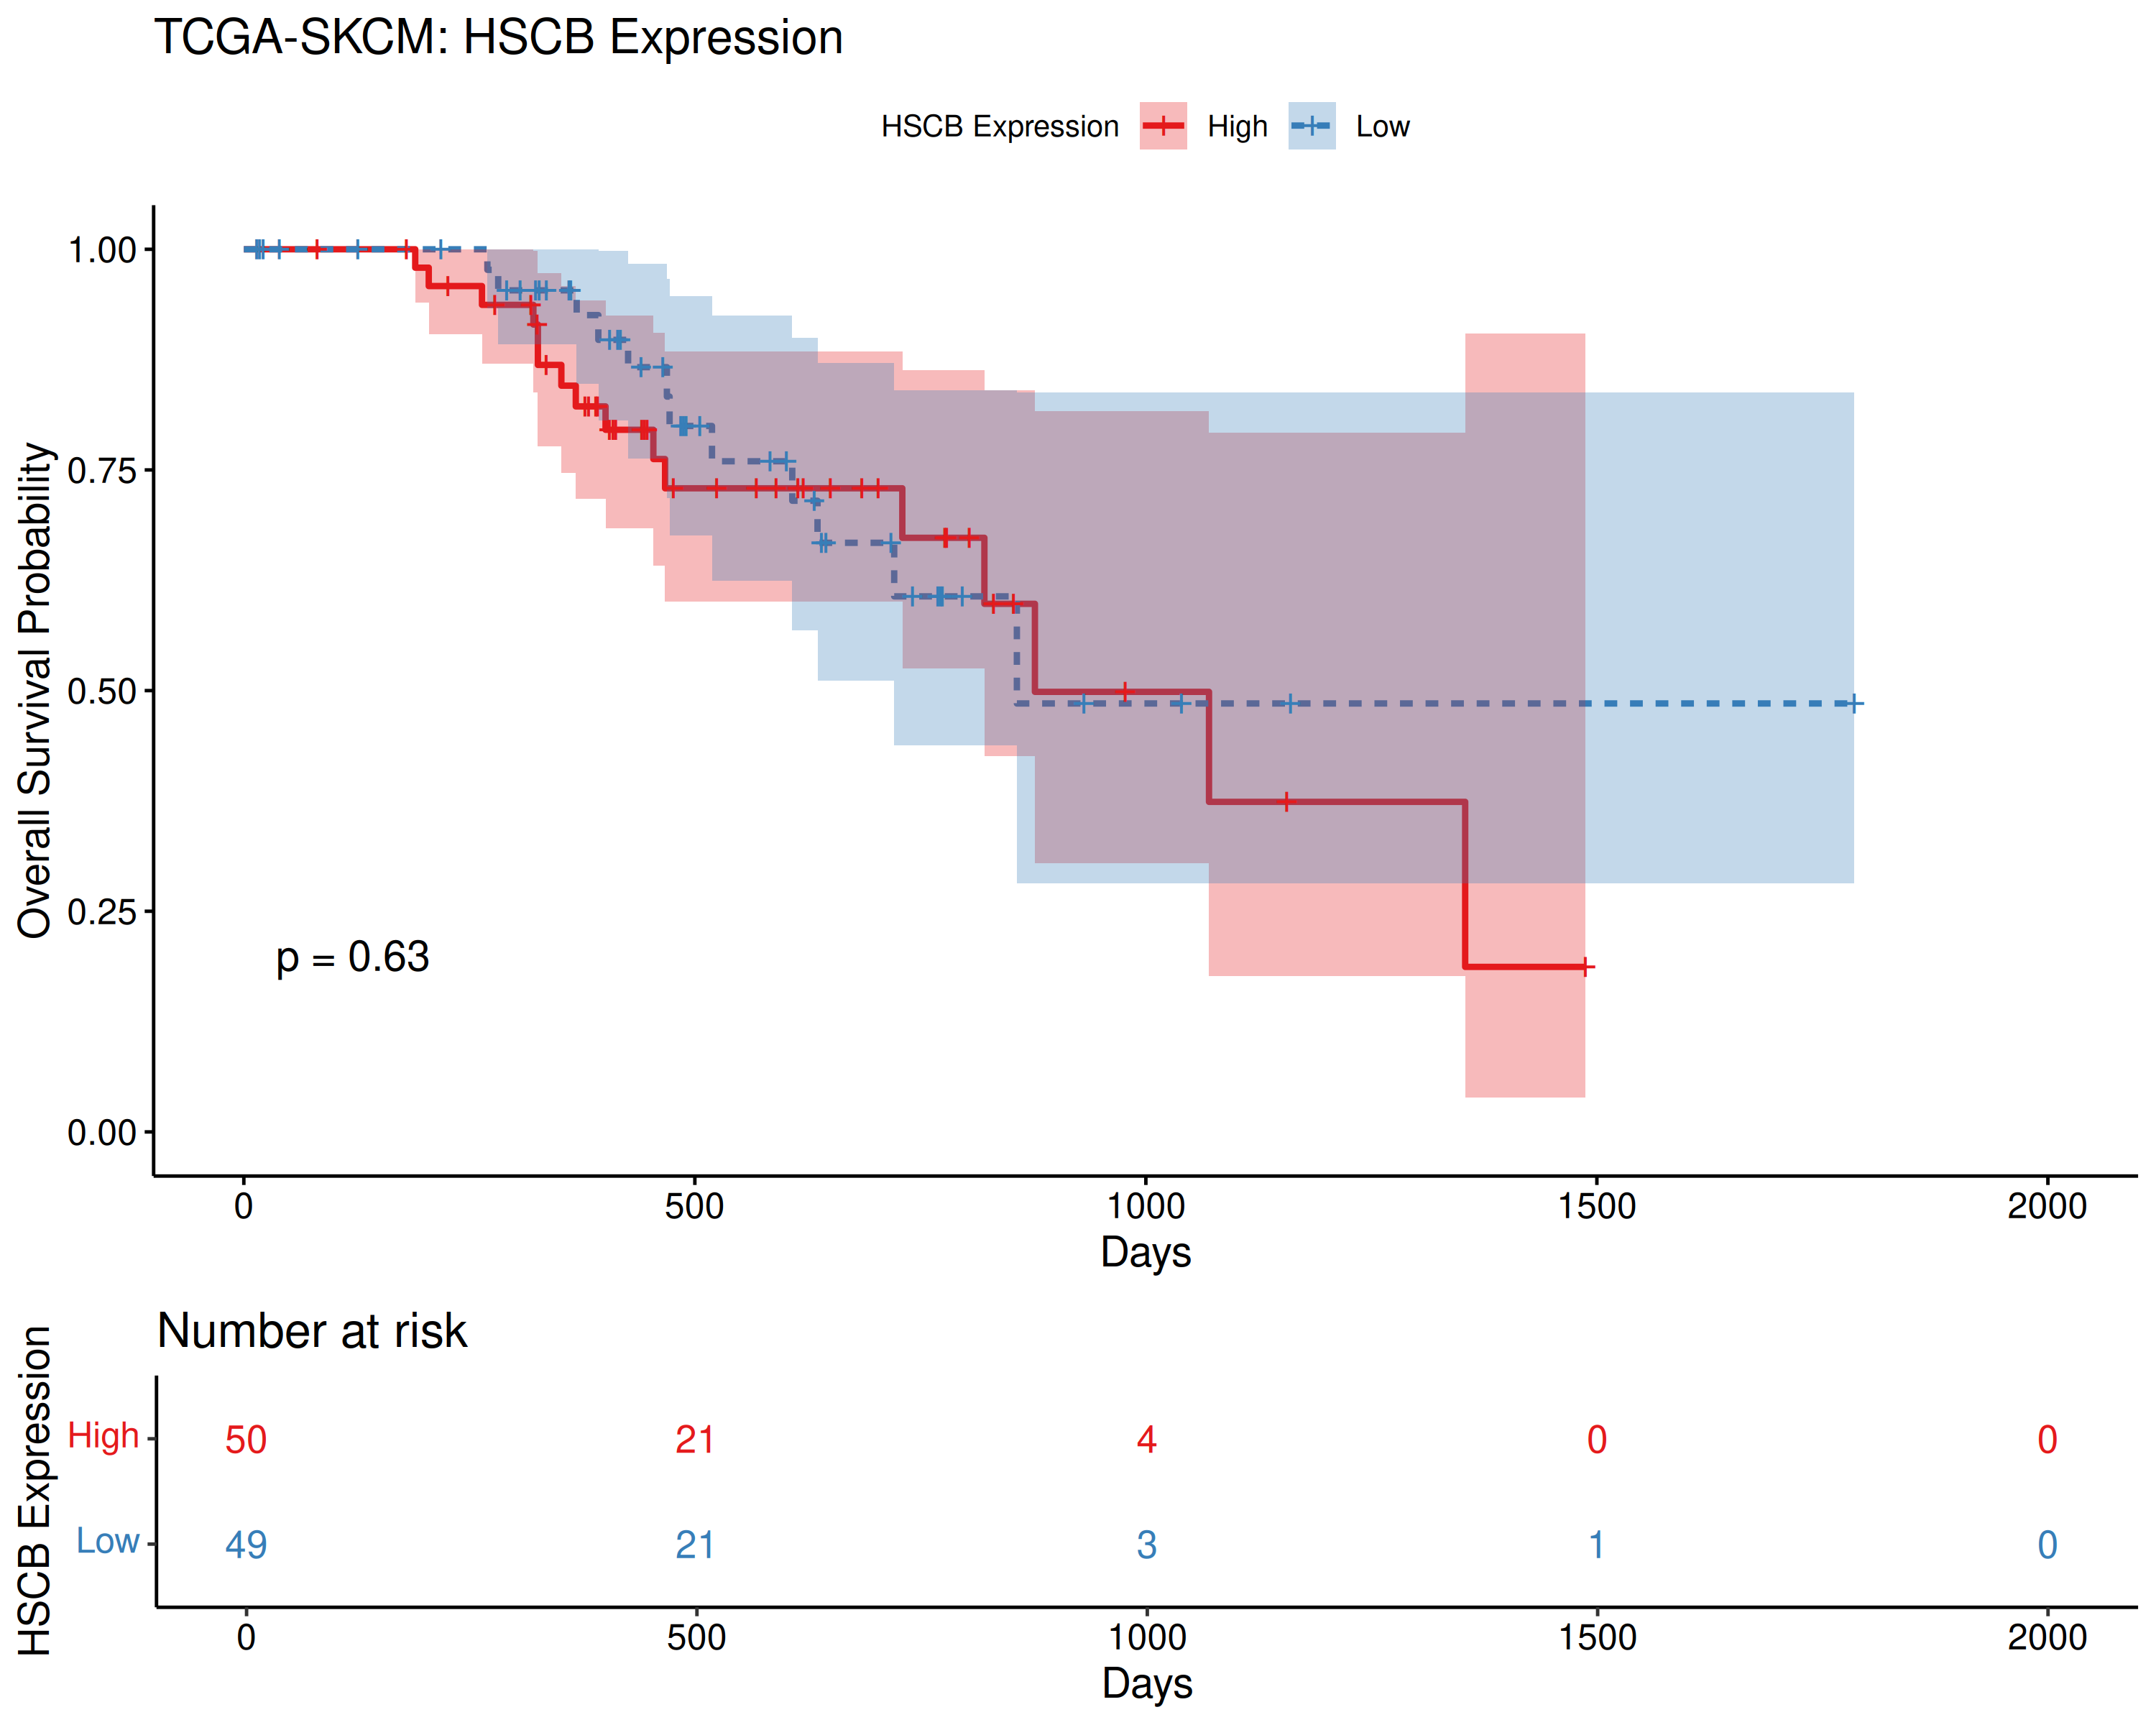 TCGA-SKCM: HSCB Expression
HSCB Expression High Low
Overall Survival Probability
1.00
0.75
0.50
0.25
0.00
p = 0.63
0 500 1000 1500 2000
Days
Number at risk
HSCB Expression
High 50 21 4 0 0
Low 49 21 3 1 0
0 500 1000 1500 2000
Days